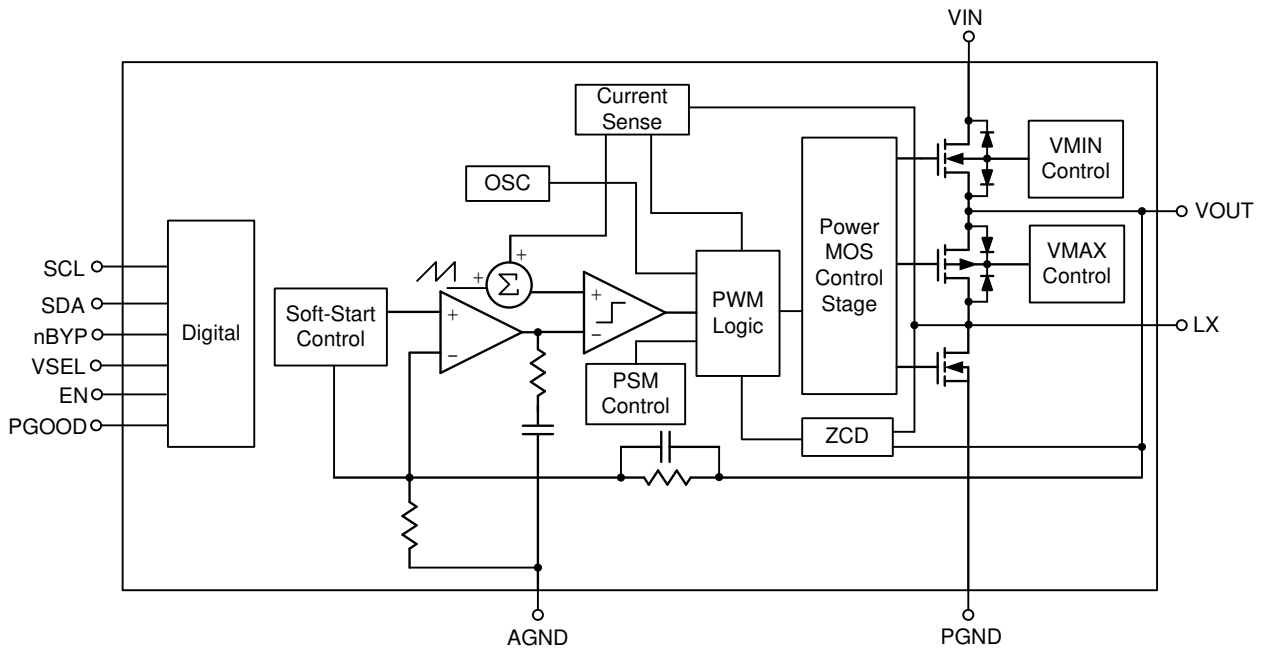 VIN
Current
Sense
VMIN
Control
OSC
VOUT
Power
MOS
Control
Stage
VMAX
Control
SCL
SDA
nBYP
VSEL
EN
PGOOD
Digital
Soft-Start
Control
+
+
Σ
+
−
+
−
PWM
Logic
LX
PSM
Control
ZCD
AGND
PGND